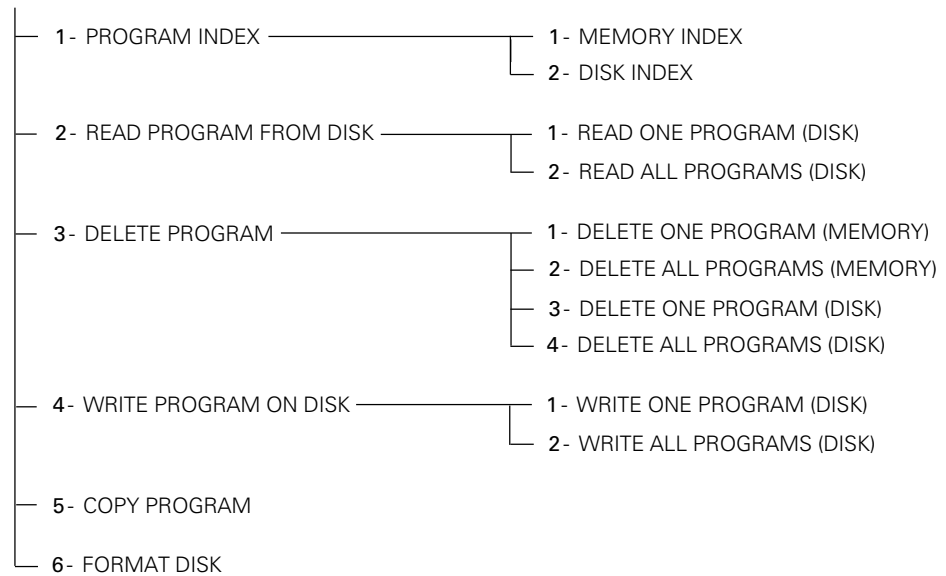 1- PROGRAM INDEX
1- MEMORY INDEX
2- DISK INDEX
2- READ PROGRAM FROM DISK
1- READ ONE PROGRAM (DISK)
2- READ ALL PROGRAMS (DISK)
3- DELETE PROGRAM
1- DELETE ONE PROGRAM (MEMORY)
2- DELETE ALL PROGRAMS (MEMORY)
3- DELETE ONE PROGRAM (DISK)
4- DELETE ALL PROGRAMS (DISK)
4- WRITE PROGRAM ON DISK
1- WRITE ONE PROGRAM (DISK)
2- WRITE ALL PROGRAMS (DISK)
5- COPY PROGRAM
6- FORMAT DISK